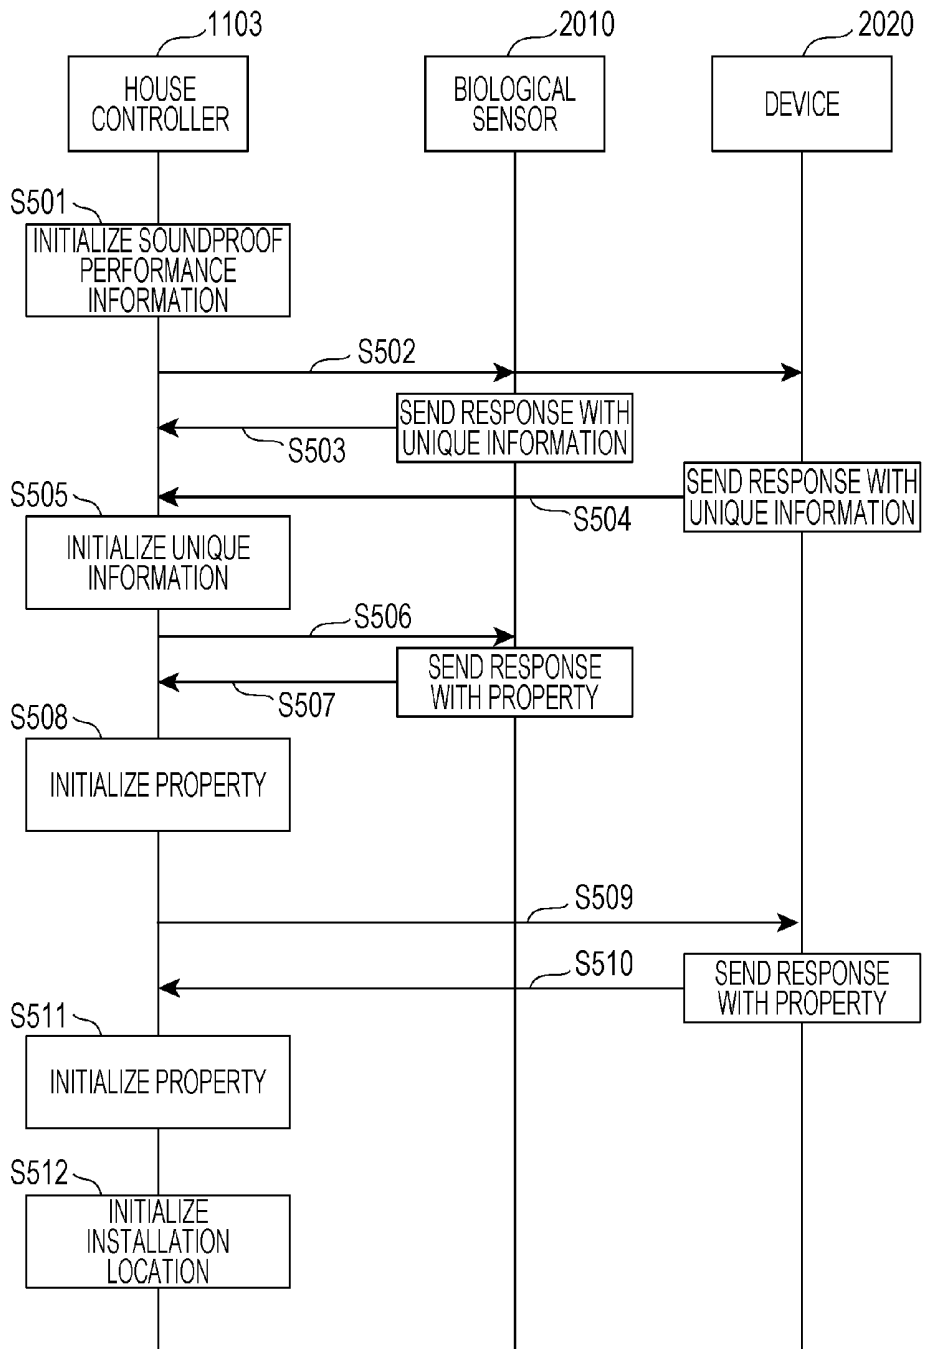 1103
2010
2020
HOUSE
CONTROLLER
BIOLOGICAL
SENSOR
DEVICE
S501
INITIALIZE SOUNDPROOF
PERFORMANCE
INFORMATION
S502
SEND RESPONSE WITH
UNIQUE INFORMATION
S503
SEND RESPONSE WITH
UNIQUE INFORMATION
S504
S505
INITIALIZE UNIQUE
INFORMATION
S506
SEND RESPONSE
WITH PROPERTY
S507
S508
INITIALIZE PROPERTY
S509
S510
SEND RESPONSE
WITH PROPERTY
S511
INITIALIZE PROPERTY
S512
INITIALIZE
INSTALLATION
LOCATION